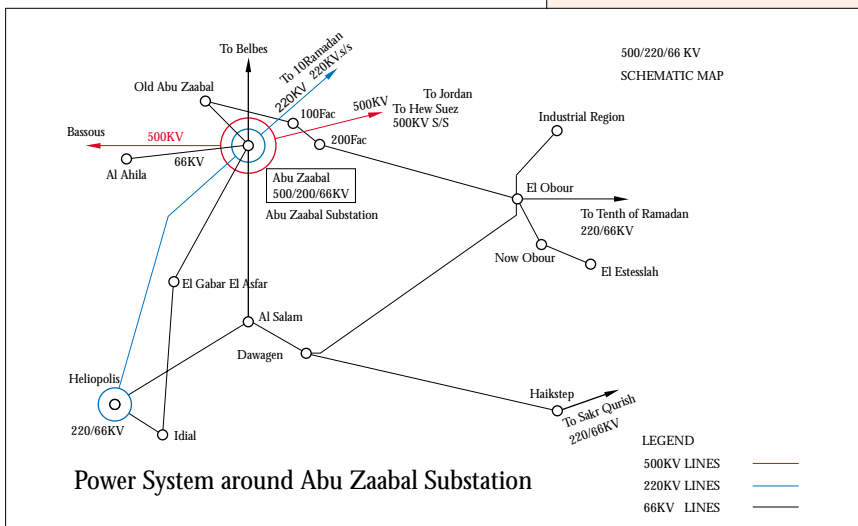 To Belbes
500/220/66 KV
SCHEMATIC MAP
To 10Ramadan
220KV 220KV.s/s
Old Abu Zaabal
To Jordan
500KV
To Hew Suez
500KV S/S
100Fac
200Fac
Industrial Region
Bassous
500KV
66KV
Al Ahila
Abu Zaabal
500/200/66KV
Abu Zaabal Substation
El Obour
To Tenth of Ramadan
220/66KV
Now Obour
El Estesslah
El Gabar El Asfar
Al Salam
Dawagen
Heliopolis
220/66KV
Idial
Haikstep
To Sakr Qurish
220/66KV
Power System around Abu Zaabal Substation
LEGEND
500KV LINES
220KV LINES
66KV LINES